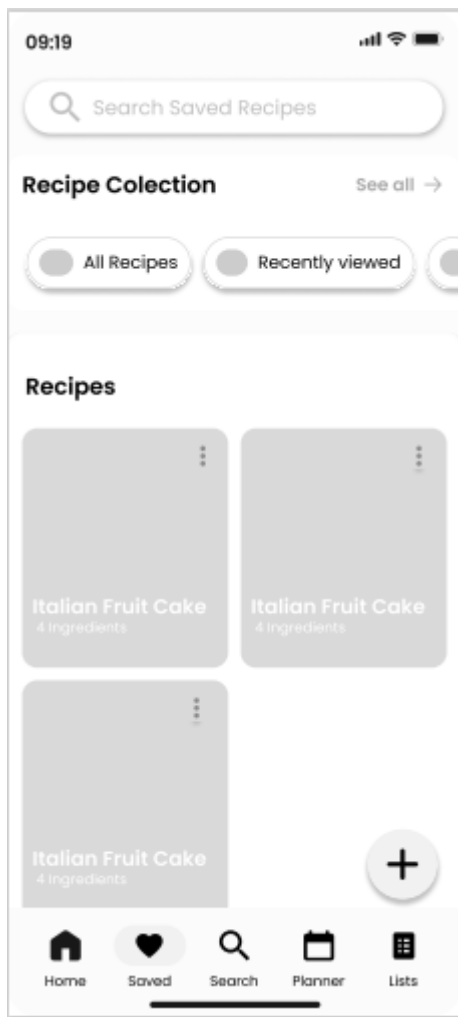 09:19
Search Saved Recipes
Recipe Colection
See all →
All Recipes
Recently viewed
Recipes
Italian Fruit Cake
4 Ingredients
Italian Fruit Cake
4 Ingredients
Italian Fruit Cake
4 Ingredients
Home
Saved
Search
Planner
Lists